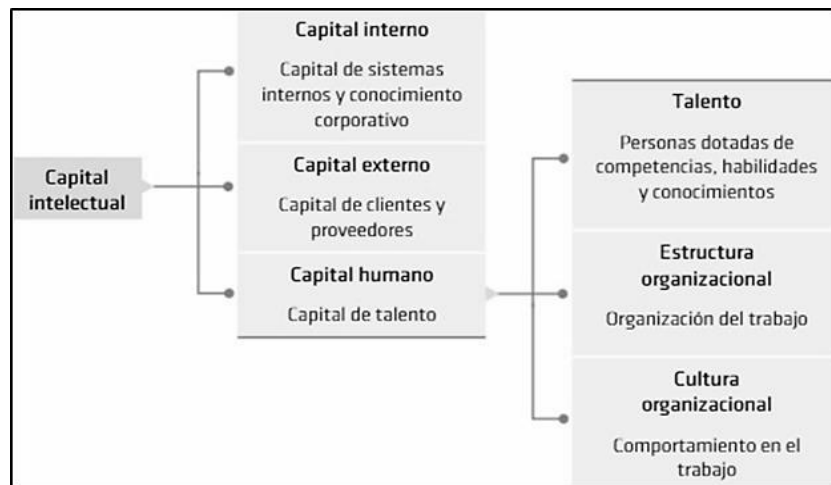 Capital
intelectual
Capital interno
Capital de sistemas
internos y conocimiento
corporativo
Capital externo
Capital de clientes y
proveedores
Capital humano
Capital de talento
Talento
Personas dotadas de
competencias, habilidades
y conocimientos
Estructura
organizacional
Organización del trabajo
Cultura
organizacional
Comportamiento en el
trabajo